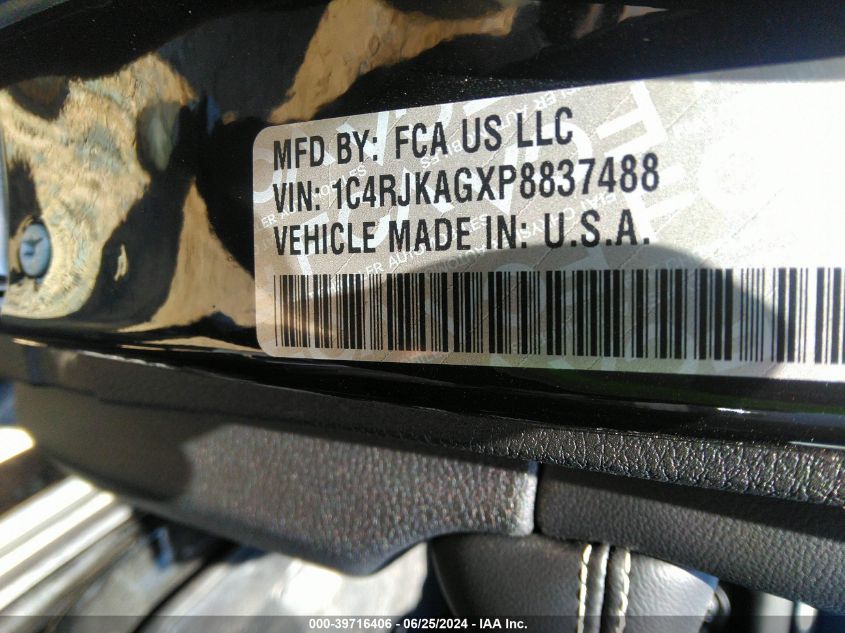 MFD BY: FCA US LLC
VIN: 1C4RJKAGXP8837488
VEHICLE MADE IN: U.S.A.
000-39716406 - 06/25/2024 - IAA Inc.